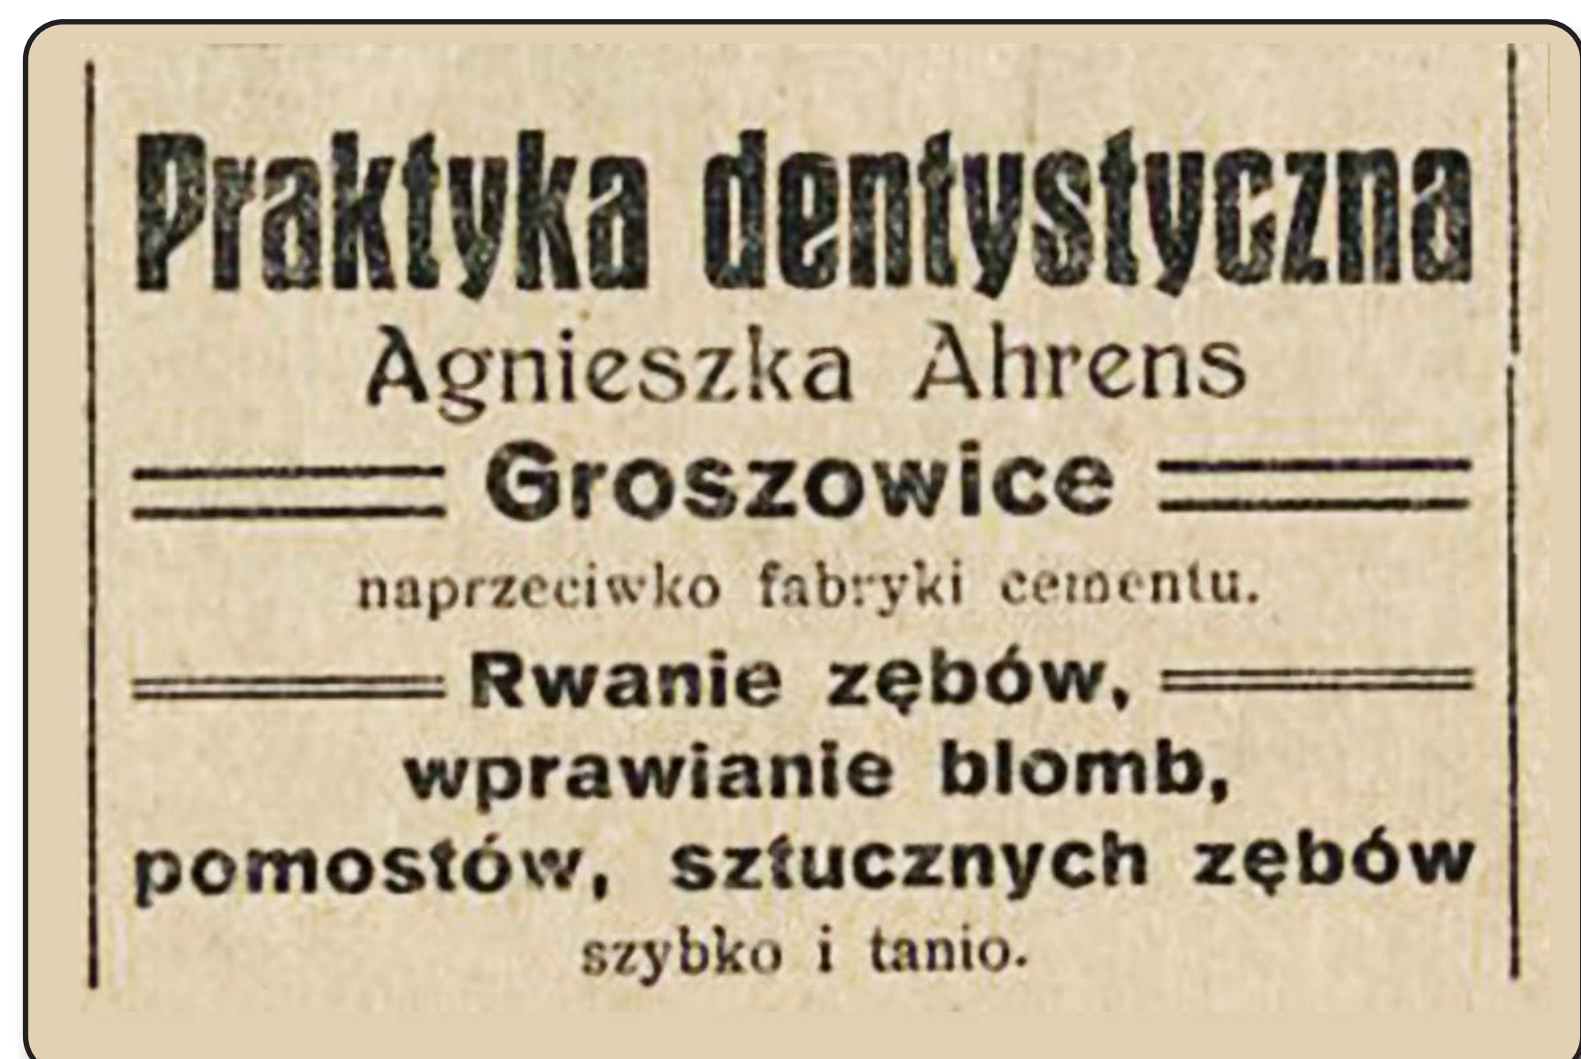 Praktyka dentystyczna
Agnieszka Ahrens
Groszowice
naprzeciwko fabryki cementu.
Rwanie zębów,
wprawianie blomb,
pomostów, sztucznych zębów
szybko i tanio.